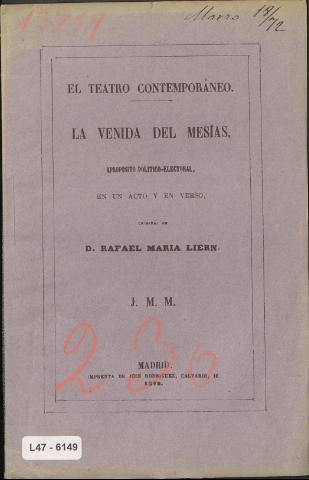 Marzo 18/72
EL TEATRO CONTEMPORÁNEO.
LA VENIDA DEL MESÍAS,
APROPÓSITO POLÍTICO-ELECTORAL,
EN UN ACTO Y EN VERSO,
ORIGINAL DE
D. RAFAEL MARIA LIERN.
J. M. M.
230
MADRID.
IMPRENTA DE JOSÉ RODRIGUEZ, CALVARIO, 18.
L47 - 6149